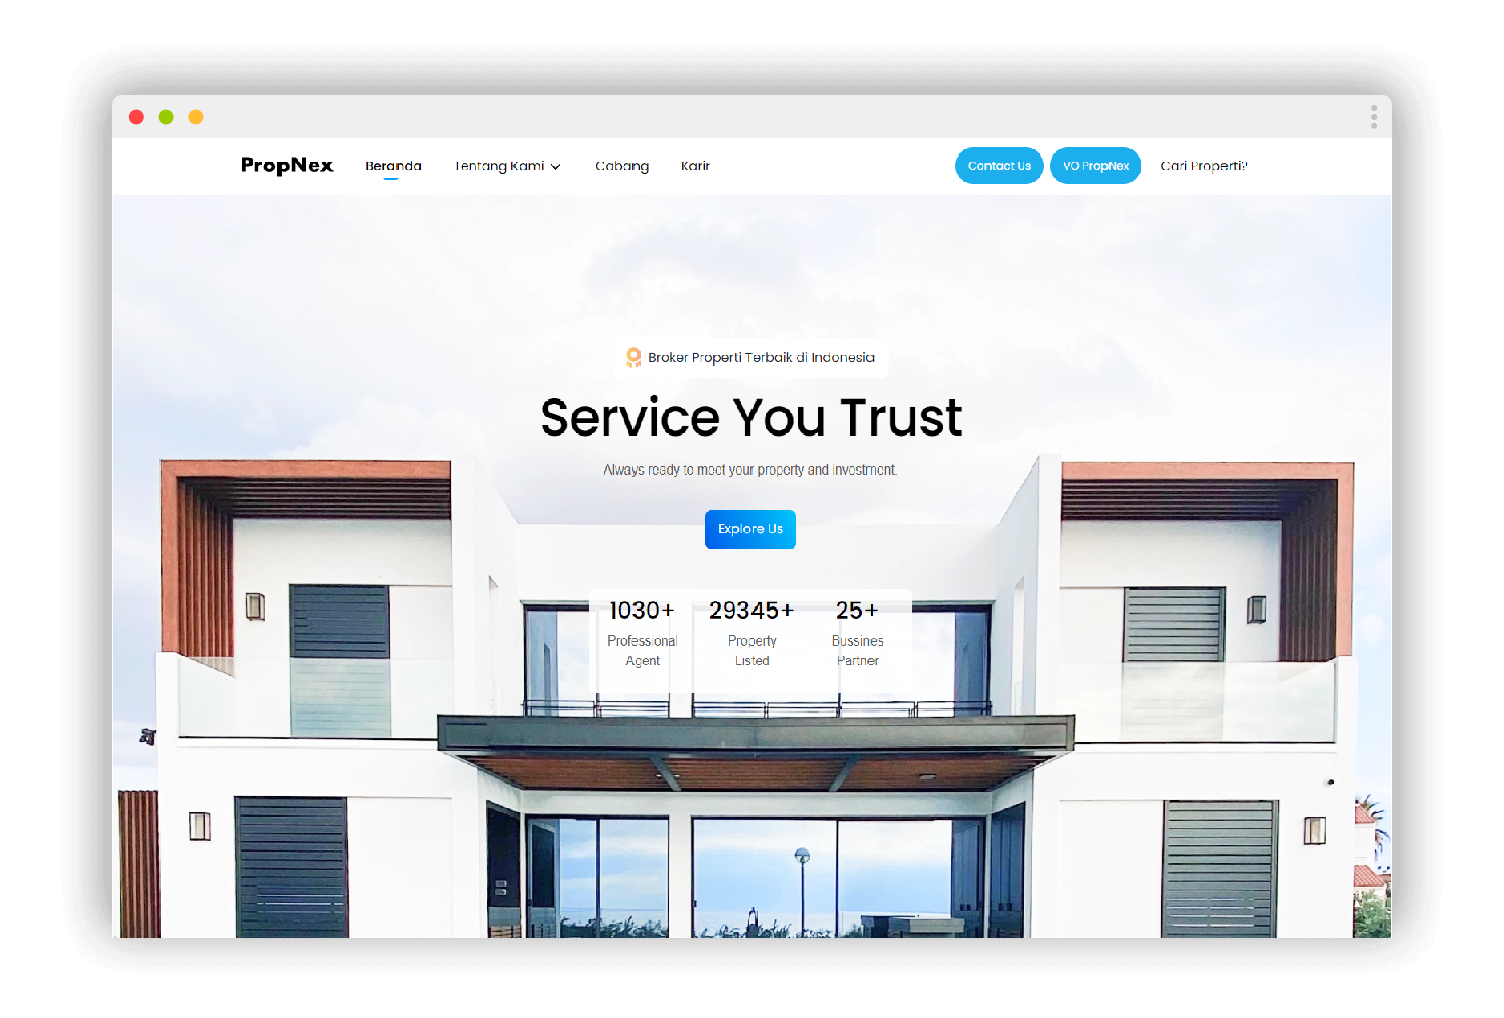 PropNex Beranda Tentang Kami Cabang Karir Contact Us VO PropNex Cari Properti?
Broker Properti Terbaik di Indonesia
Service You Trust
Always ready to meet your property and investment.
Explore Us
1030+ 29345+ 25+
Professional Property Bussines
Agent Listed Partner